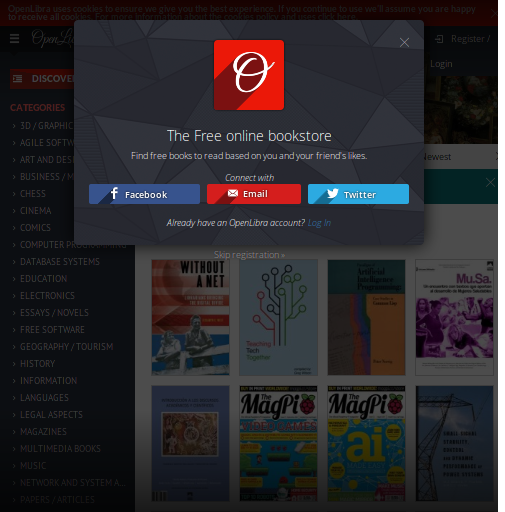 OpenLibra uses cookies to ensure we give you the best experience. If you continue to use we'll assume you are happy
to receive all cookies. For more information about the cookies policy and uses click here.
Register /
Login
DISCOVER
The Free online bookstore
Find free books to read based on you and your friend's likes.
Connect with
Facebook
Email
Twitter
Already have an OpenLibra account? Log In
Skip registration »
Newest
CATEGORIES
3D / GRAPHIC
AGILE SOFTW
ART AND DES
BUSINESS / M
CHESS
CINEMA
COMICS
COMPUTER PROGRAMMING
DATABASE SYSTEMS
EDUCATION
ELECTRONICS
ESSAYS / NOVELS
FREE SOFTWARE
GEOGRAPHY / TOURISM
HISTORY
INFORMATION
LANGUAGES
LEGAL ASPECTS
MAGAZINES
MULTIMEDIA BOOKS
MUSIC
NETWORK AND SYSTEM A...
PAPERS / ARTICLES
WITHOUT
A NET
Teaching
Tech
Together
Artificial
Intelligence
Programming
Mu.Sa.
The MagPi
The MagPi
ai